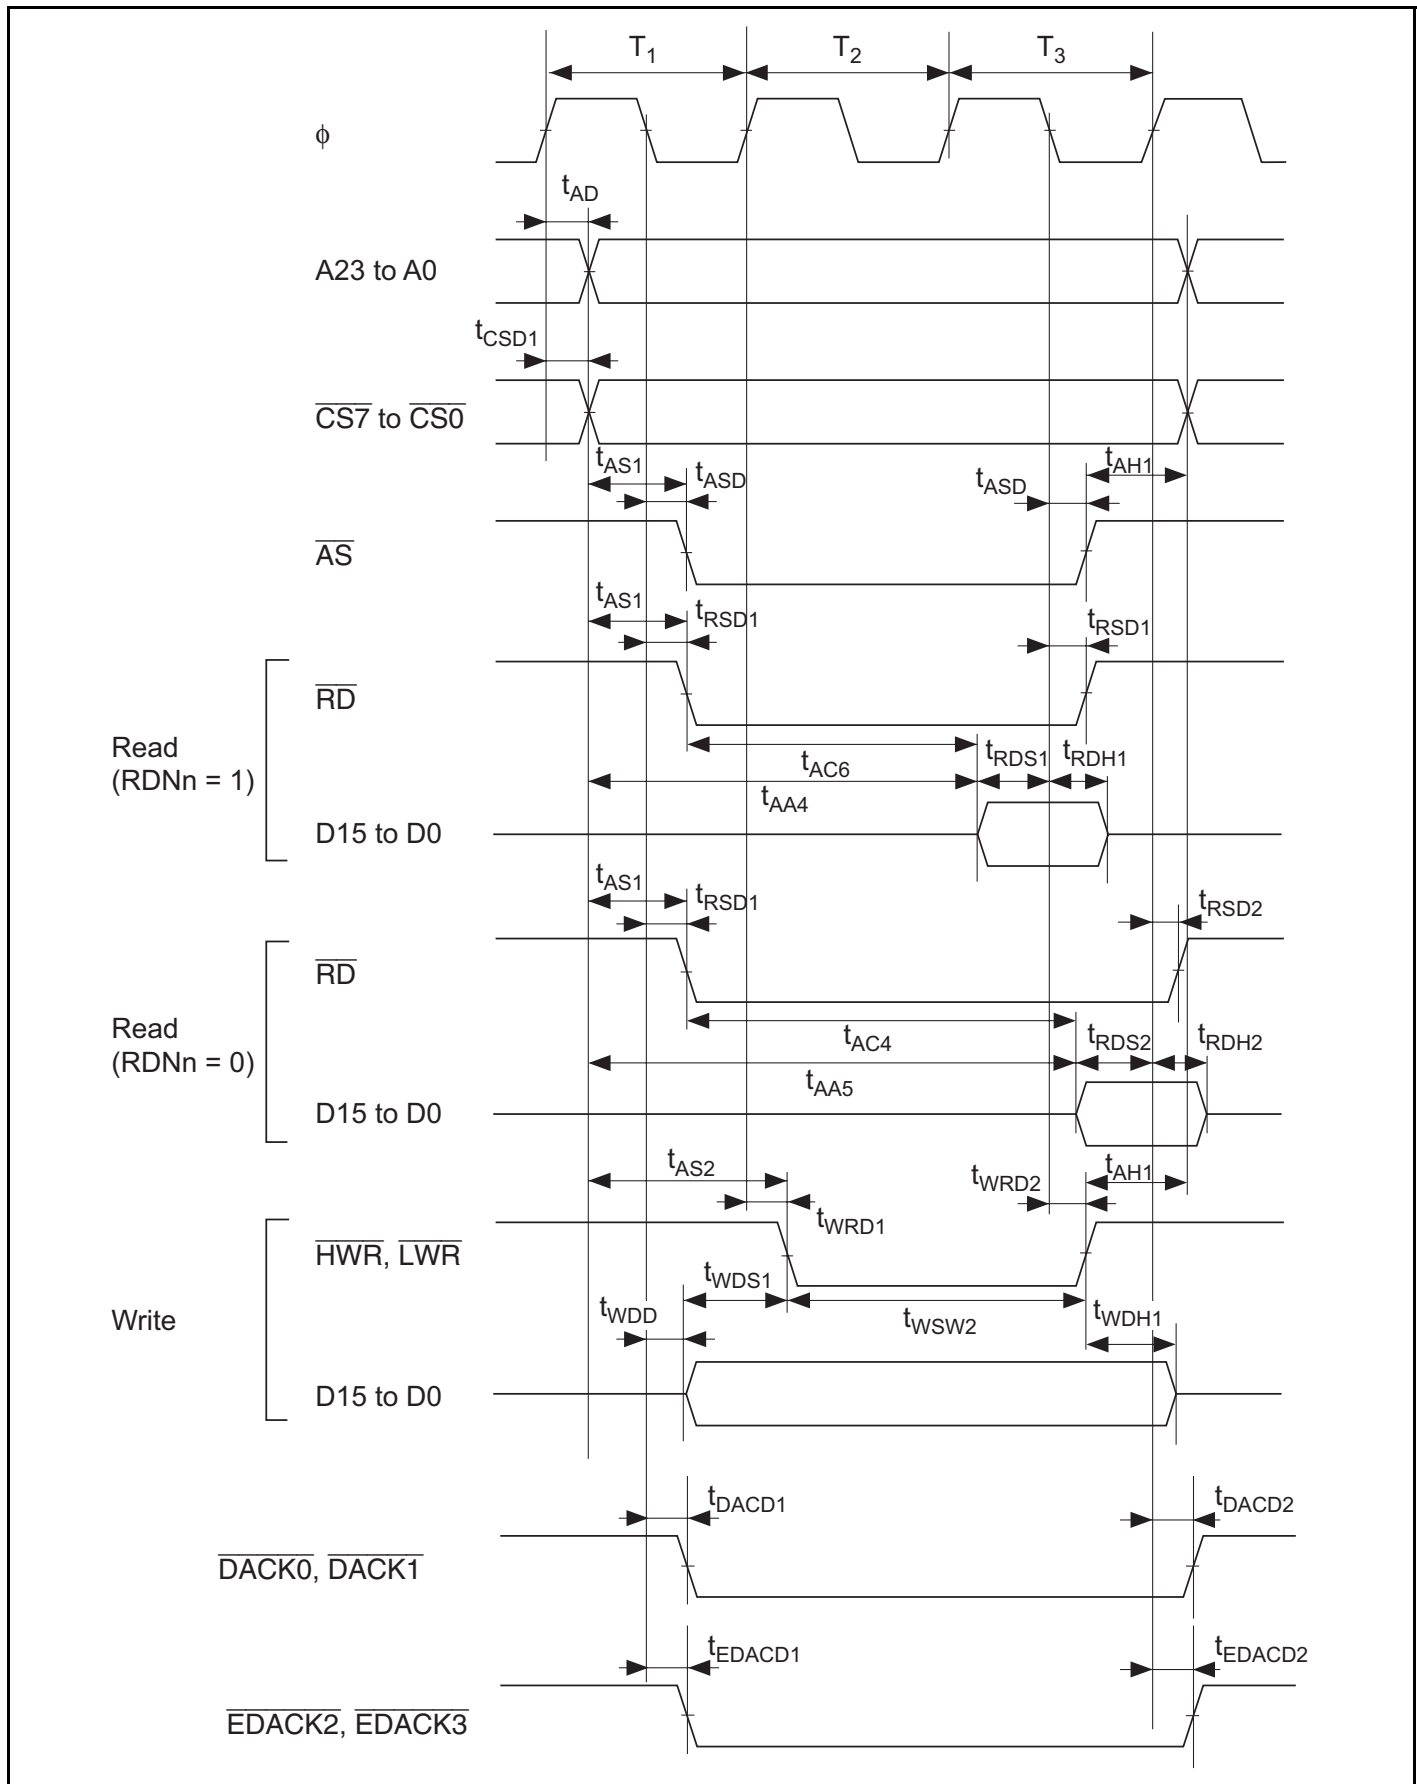 T1 T2 T3
ϕ
tAD
A23 to A0
tCSD1
CS7 to CS0
tAS1 tASD tASD tAH1
AS
tAS1 tRSD1 tRSD1
RD
Read
(RDNn = 1)
tAC6 tRDS1 tRDH1
tAA4
D15 to D0
tAS1 tRSD1 tRSD2
RD
Read
(RDNn = 0)
tAC4 tRDS2 tRDH2
tAA5
D15 to D0
tAS2 tWRD1 tWRD2 tAH1
HWR, LWR
Write
tWDD tWDS1 tWSW2 tWDH1
D15 to D0
tDACD1 tDACD2
DACK0, DACK1
tEDACD1 tEDACD2
EDACK2, EDACK3